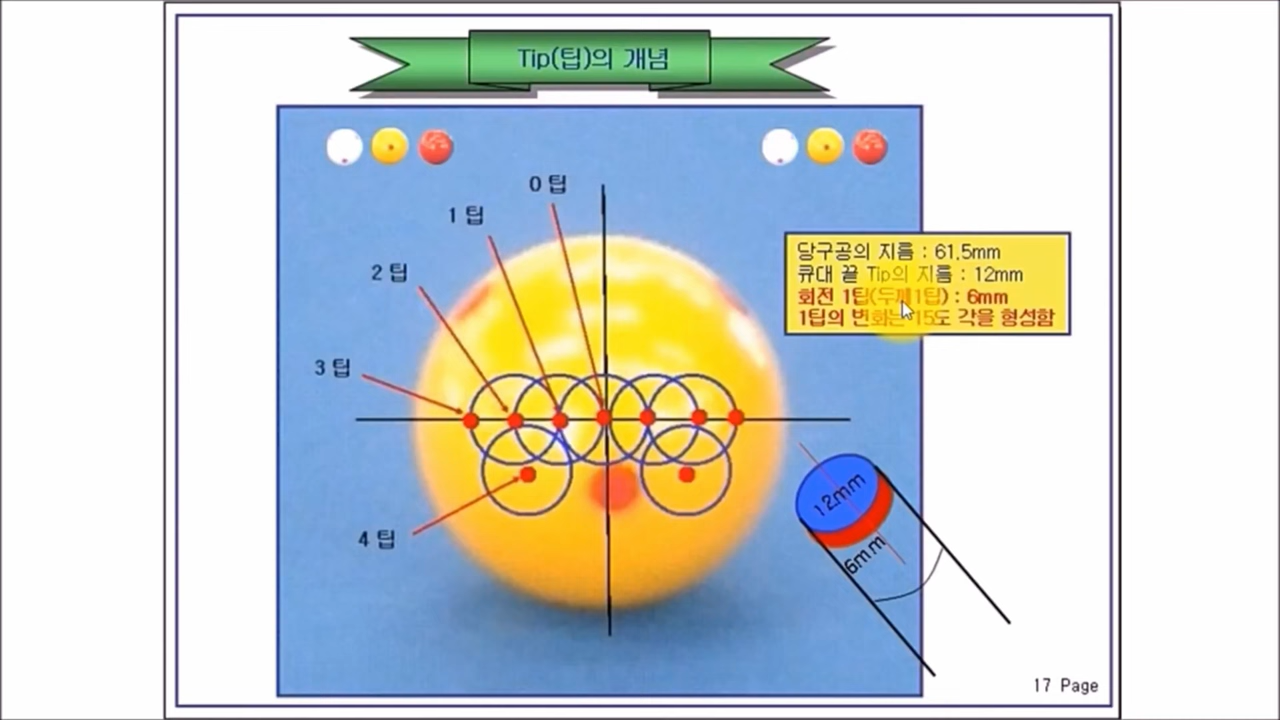 Tip(팁)의 개념
0 팁
1 팁
2 팁
3 팁
4 팁
당구공의 지름 : 61.5mm
큐대 끝 Tip의 지름 : 12mm
회전 1팁(두께1팁) : 6mm
1팁의 변화는 15도 각을 형성함
12mm
6mm
17 Page